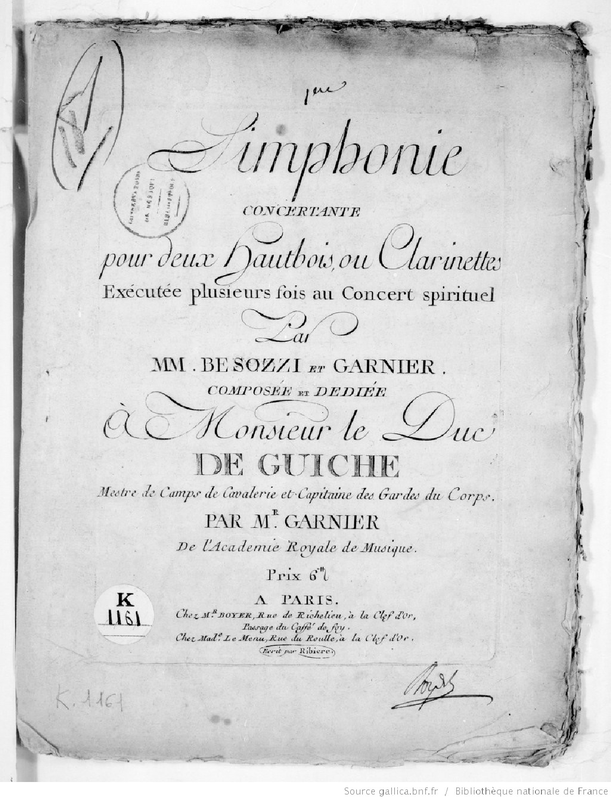 1re
Simphonie
CONCERTANTE
pour deux Hautbois, ou Clarinettes
Exécutée plusieurs fois au Concert spirituel
Par
MM. BESOZZI ET GARNIER.
COMPOSÉE ET DEDIÉE
À Monsieur le Duc
DE GUICHE
Mestre de Camps de Cavalerie et Capitaine des Gardes du Corps.
PAR MR. GARNIER
De l'Academie Royale de Musique.
Prix 6tt
A PARIS.
Chez Mr. BOYER, Rue de Richelieu, à la Clef d'Or,
Passage du Caffé de foy.
Chez Made. Le Menu, Rue du Roulle, à la Clef d'Or.
Ecrit par Ribiere
K
1161
K. 1161
Source gallica.bnf.fr / Bibliothèque nationale de France